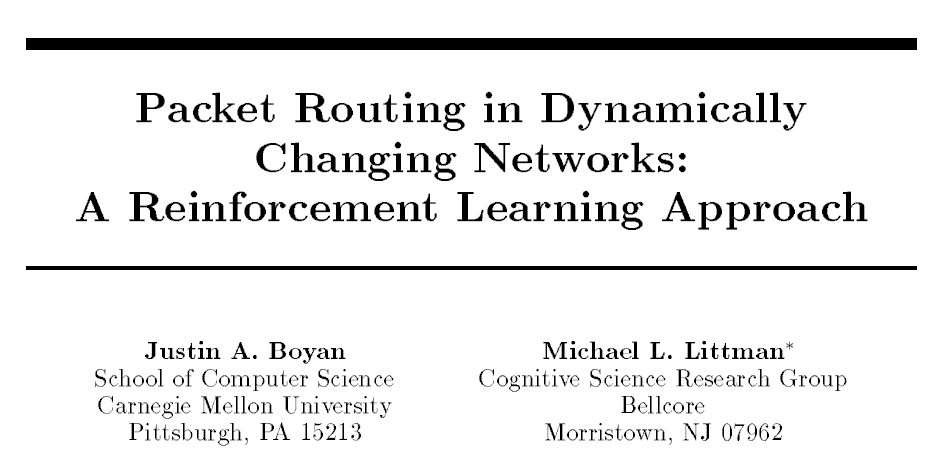 Packet Routing in Dynamically
Changing Networks:
A Reinforcement Learning Approach
Justin A. Boyan
School of Computer Science
Carnegie Mellon University
Pittsburgh, PA 15213
Michael L. Littman*
Cognitive Science Research Group
Bellcore
Morristown, NJ 07962